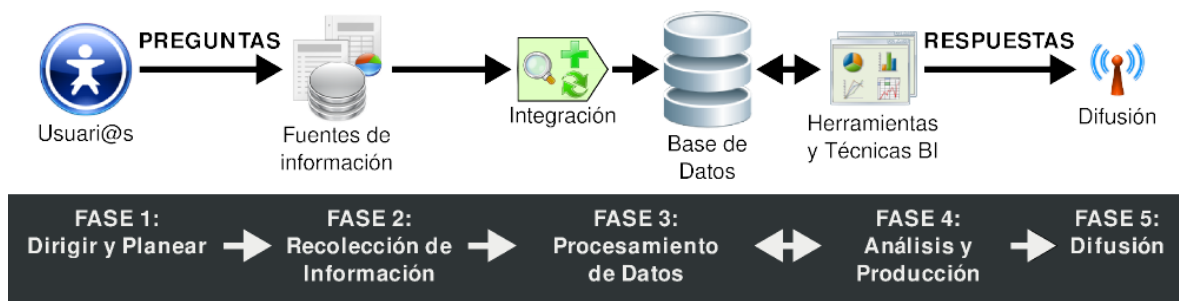 PREGUNTAS
RESPUESTAS
Usuari@s
Fuentes de
información
Integración
Base de
Datos
Herramientas
y Técnicas BI
Difusión
FASE 1:
Dirigir y Planear
FASE 2:
Recolección de
Información
FASE 3:
Procesamiento
de Datos
FASE 4:
Análisis y
Producción
FASE 5:
Difusión